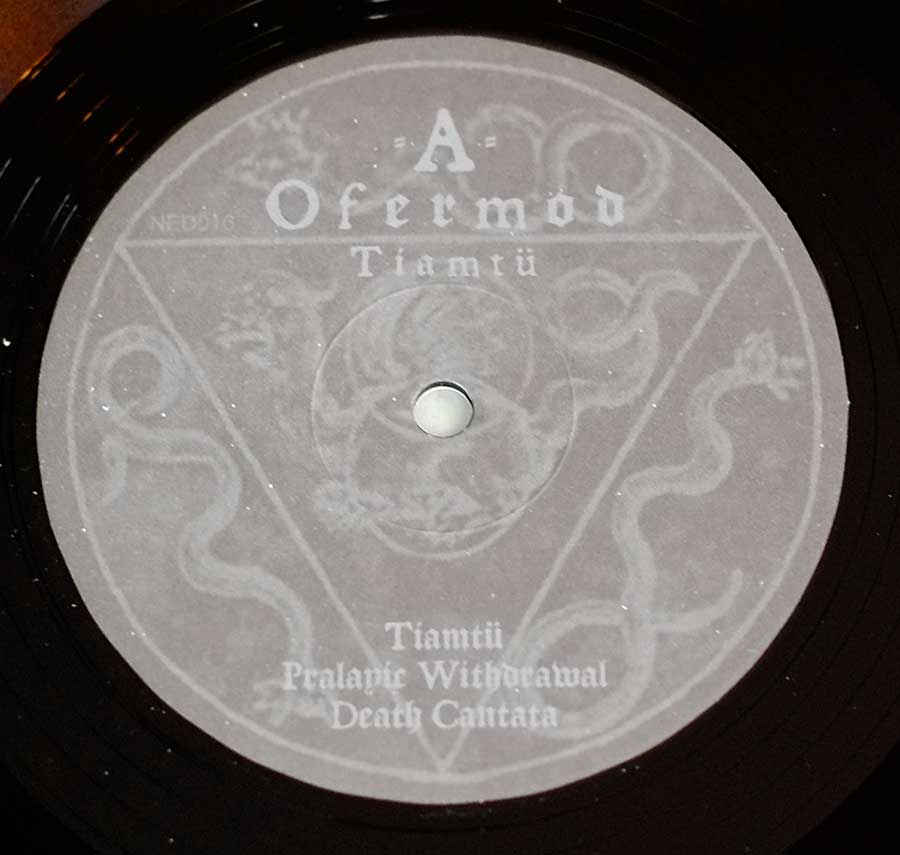 - A -
Ofermod
NED016
Tiamtü
Tiamtü
Pralayic Withdrawal
Death Cantata